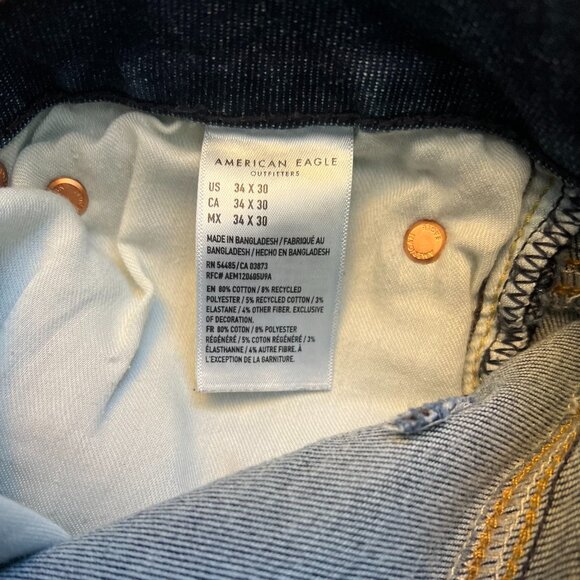 AMERICAN EAGLE
OUTFITTERS
US 34 X 30
CA 34 X 30
MX 34 X 30
MADE IN BANGLADESH / FABRIQUÉ AU
BANGLADESH / HECHO EN BANGLADESH
RN 54485 / CA 03873
RFC# AEM120605U9A
EN 80% COTTON / 8% RECYCLED
POLYESTER / 5% RECYCLED COTTON / 3%
ELASTANE / 4% OTHER FIBER. EXCLUSIVE
OF DECORATION.
FR 80% COTTON / 8% POLYESTER
RÉGÉNÉRÉ / 5% COTON RÉGÉNÉRÉ / 3%
ÉLASTHANNE / 4% AUTRE FIBRE. À
L'EXCEPTION DE LA GARNITURE.